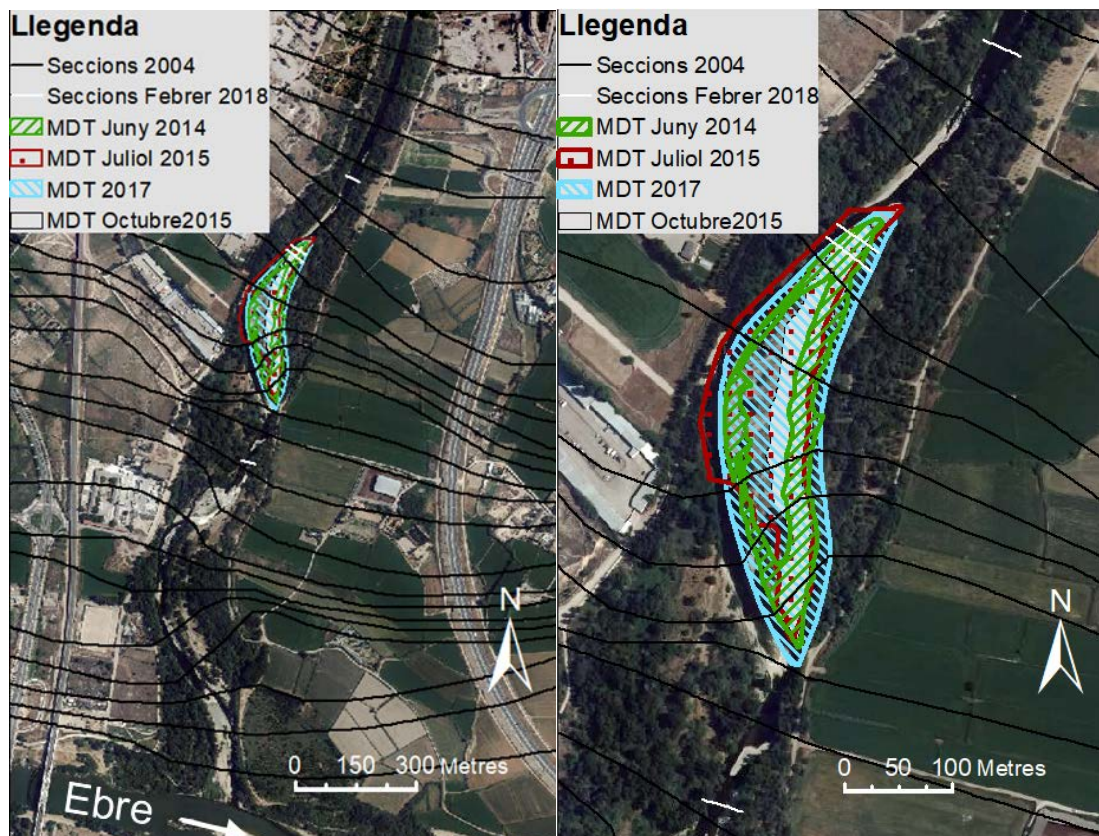 Llegenda
Seccions 2004
Seccions Febrer 2018
MDT Juny 2014
MDT Juliol 2015
MDT 2017
MDT Octubre2015
N
0 150 300 Metres
Ebre
Llegenda
Seccions 2004
Seccions Febrer 2018
MDT Juny 2014
MDT Juliol 2015
MDT 2017
MDT Octubre2015
N
0 50 100 Metres